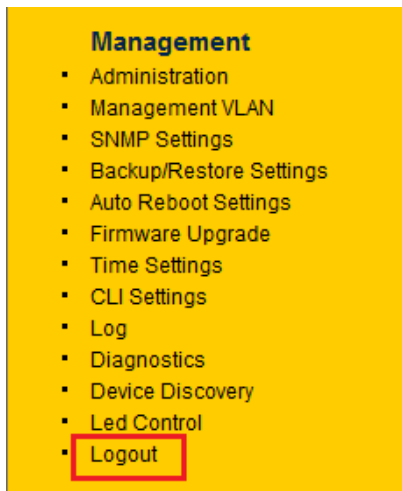 Management
Administration
Management VLAN
SNMP Settings
Backup/Restore Settings
Auto Reboot Settings
Firmware Upgrade
Time Settings
CLI Settings
Log
Diagnostics
Device Discovery
Led Control
Logout